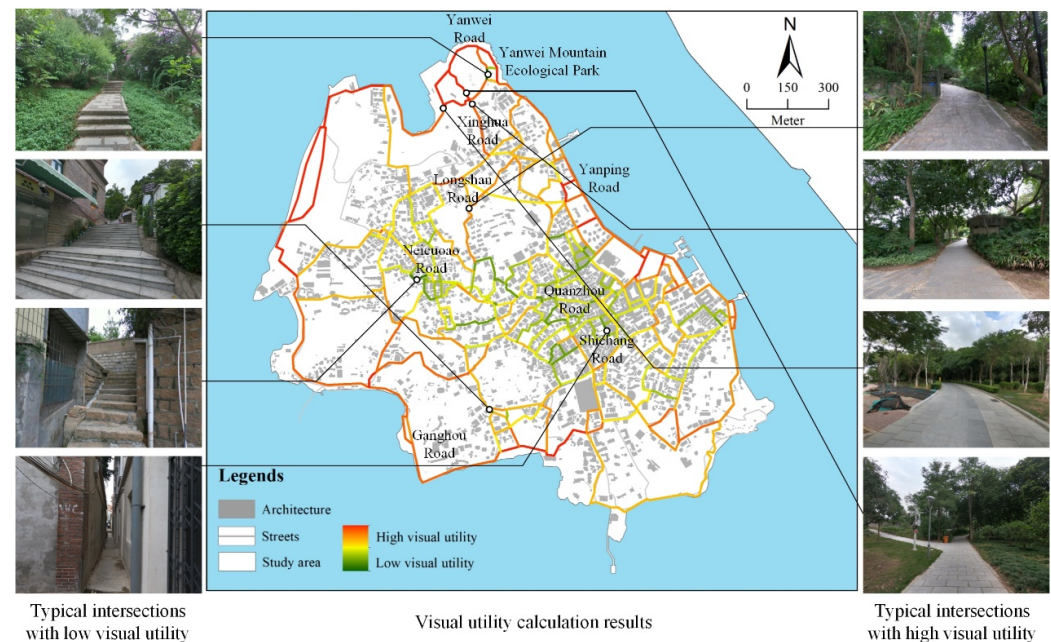 Yanwei
Road
Yanwei Mountain
Ecological Park
N
0 150 300
Meter
Xinghua
Road
Longshan
Road
Yanping
Road
Neicuoao
Road
Quanzhou
Road
Shichang
Road
Ganghou
Road
Legends
Architecture
Streets
Study area
High visual utility
Low visual utility
Typical intersections
with low visual utility
Visual utility calculation results
Typical intersections
with high visual utility